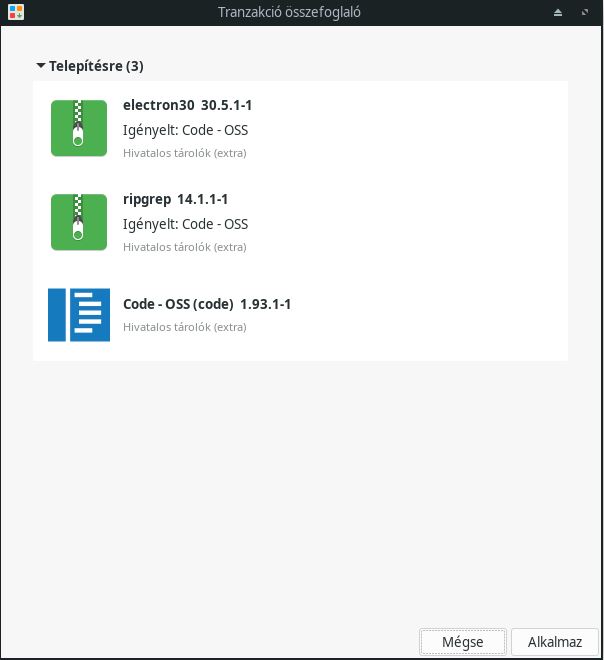 Tranzakció összefoglaló
Telepítésre (3)
electron30 30.5.1-1
Igényelt: Code - OSS
Hivatalos tárolók (extra)
ripgrep 14.1.1-1
Igényelt: Code - OSS
Hivatalos tárolók (extra)
Code - OSS (code) 1.93.1-1
Hivatalos tárolók (extra)
Mégse
Alkalmaz